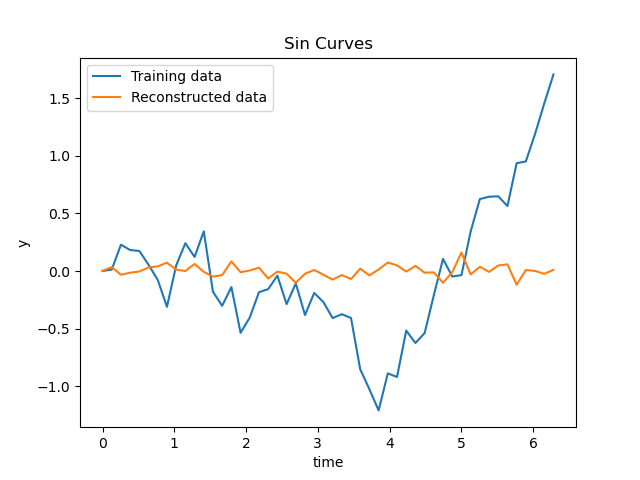 Sin Curves
Training data
Reconstructed data
1.5
1.0
0.5
0.0
−0.5
−1.0
y
0 1 2 3 4 5 6
time